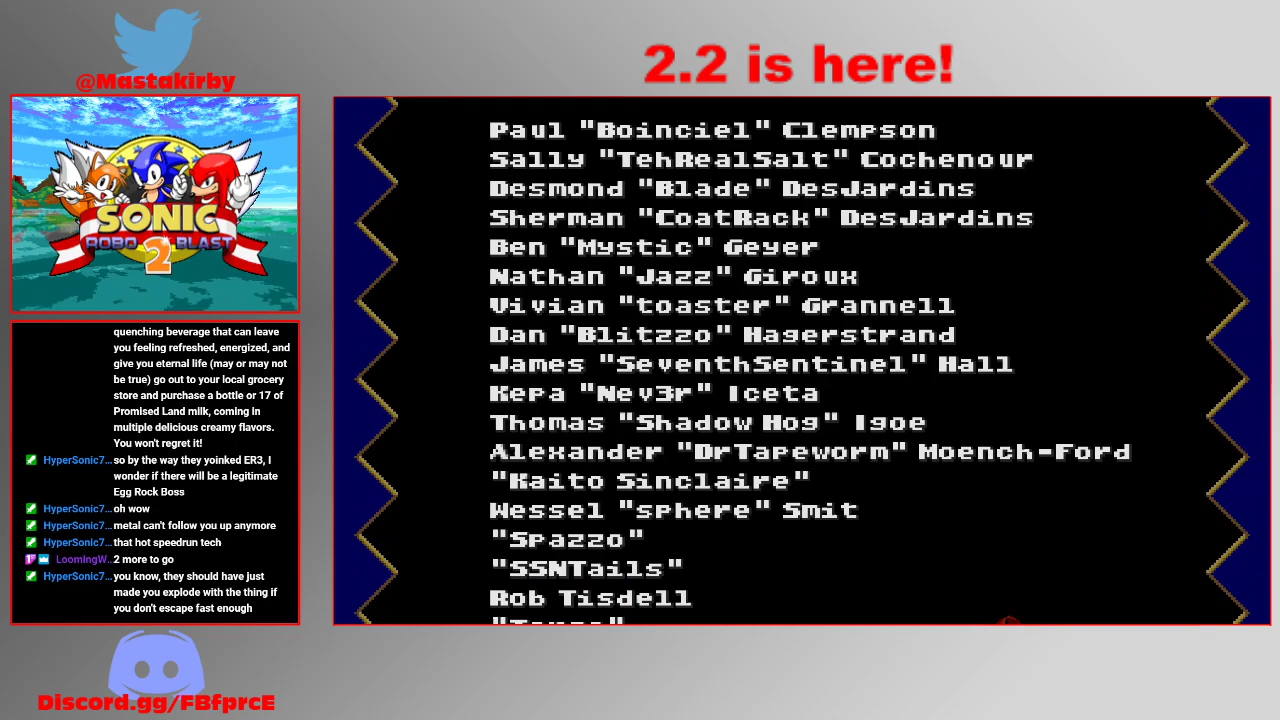 @Mastakirby
2.2 is here!
SONIC
ROBO BLAST
2
quenching beverage that can leave
you feeling refreshed, energized, and
give you eternal life (may or may not
be true) go out to your local grocery
store and purchase a bottle or 17 of
Promised Land milk, coming in
multiple delicious creamy flavors.
You won't regret it!
HyperSonic7... so by the way they yoinked ER3, I
wonder if there will be a legitimate
Egg Rock Boss
HyperSonic7... oh wow
HyperSonic7... metal can't follow you up anymore
HyperSonic7... that hot speedrun tech
LoomingW... 2 more to go
HyperSonic7... you know, they should have just
made you explode with the thing if
you don't escape fast enough
Discord.gg/FBfprcE
Paul "Boinciel" Clempson
Sally "TehRealSalt" Cochenour
Desmond "Blade" DesJardins
Sherman "CoatRack" DesJardins
Ben "Mystic" Geyer
Nathan "Jazz" Giroux
Vivian "toaster" Grannell
Dan "Blitzzo" Hagerstrand
James "SeventhSentinel" Hall
Kepa "Nev3r" Iceta
Thomas "Shadow Hog" Igoe
Alexander "DrTapeworm" Moench-Ford
"Kaito Sinclaire"
Wessel "sphere" Smit
"Spazzo"
"SSNTails"
Rob Tisdell